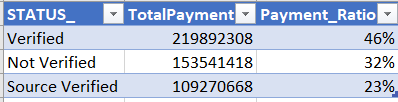 STATUS_ TotalPayment Payment_Ratio
Verified 219892308 46%
Not Verified 153541418 32%
Source Verified 109270668 23%